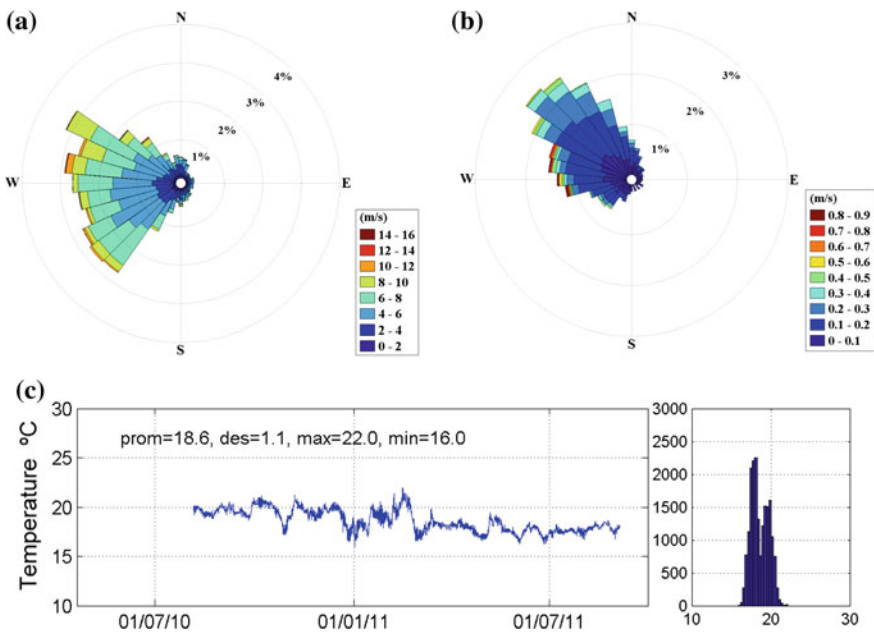 (a)
N
4%
3%
2%
1%
W
E
S
(m/s)
14 - 16
12 - 14
10 - 12
8 - 10
6 - 8
4 - 6
2 - 4
0 - 2
(b)
N
3%
2%
1%
W
E
S
(m/s)
0.8 - 0.9
0.7 - 0.8
0.6 - 0.7
0.5 - 0.6
0.4 - 0.5
0.3 - 0.4
0.2 - 0.3
0.1 - 0.2
0 - 0.1
(c)
Temperature ºC
30
25
20
15
10
prom=18.6, des=1.1, max=22.0, min=16.0
01/07/10
01/01/11
01/07/11
3000
2500
2000
1500
1000
500
0
10
20
30